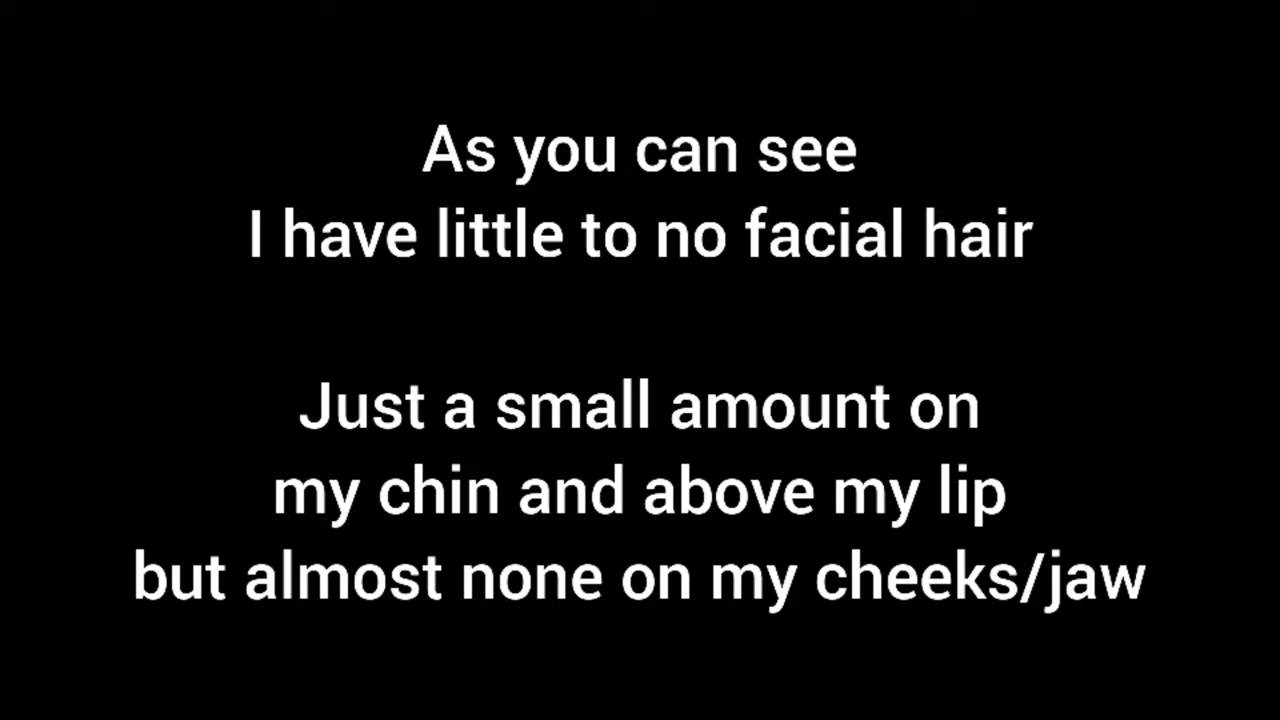 As you can see
I have little to no facial hair
Just a small amount on
my chin and above my lip
but almost none on my cheeks/jaw